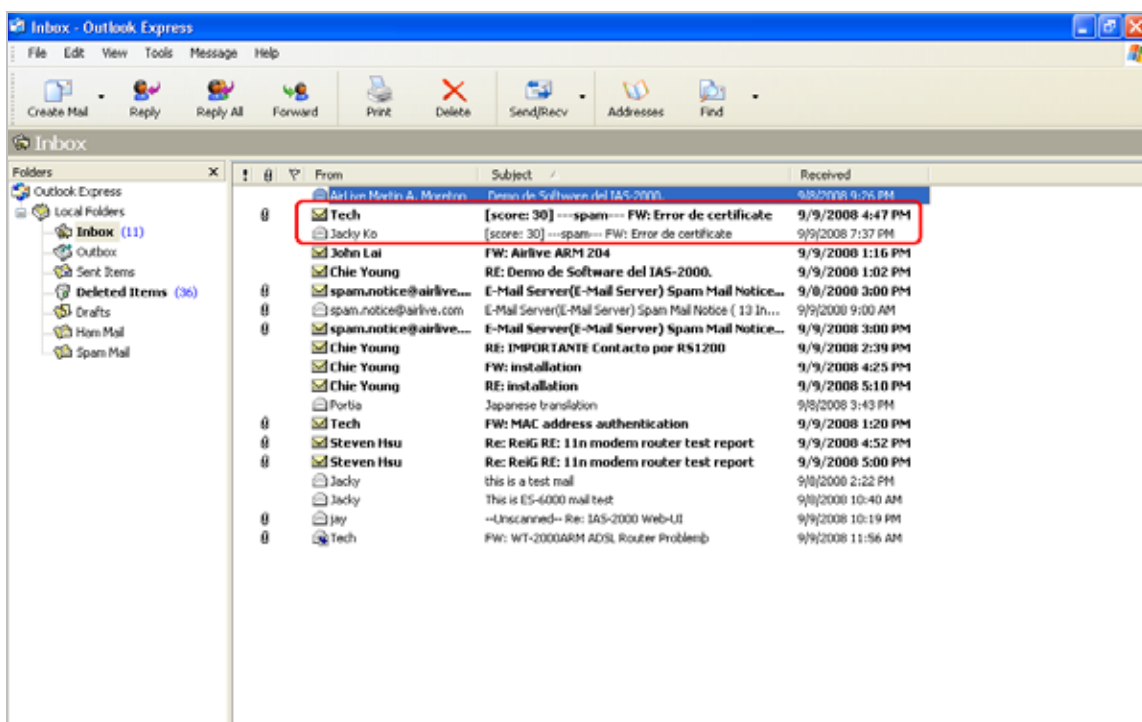 Inbox - Outlook Express
File Edit View Tools Message Help
Create Mail Reply Reply All Forward Print Delete Send/Recv Addresses Find
Inbox
Folders x ! From Subject Received
Outlook Express
Local Folders
Inbox (11)
Outbox
Sent Items
Deleted Items (36)
Drafts
Ham Mail
Spam Mail
AirLive Martin A. Moreton Demo de Software del IAS-2000. 9/8/2008 9:26 PM
Tech [score: 30] ---spam--- FW: Error de certificate 9/9/2008 4:47 PM
Jacky Ko [score: 30] ---spam--- FW: Error de certificate 9/9/2008 7:37 PM
John Lai FW: Airlive ARM 204 9/9/2008 1:16 PM
Chie Young RE: Demo de Software del IAS-2000. 9/9/2008 1:02 PM
spam.notice@airlive.... E-Mail Server(E-Mail Server) Spam Mail Notice... 9/8/2008 3:00 PM
spam.notice@airlive.com E-Mail Server(E-Mail Server) Spam Mail Notice ( 13 In... 9/9/2008 9:00 AM
spam.notice@airlive.... E-Mail Server(E-Mail Server) Spam Mail Notice... 9/9/2008 3:00 PM
Chie Young RE: IMPORTANTE Contacto por RS1200 9/9/2008 2:39 PM
Chie Young FW: installation 9/9/2008 4:25 PM
Chie Young RE: installation 9/9/2008 5:10 PM
Portia Japanese translation 9/8/2008 3:43 PM
Tech FW: MAC address authentication 9/9/2008 1:20 PM
Steven Hsu Re: ReiG RE: 11n modem router test report 9/9/2008 4:52 PM
Steven Hsu Re: ReiG RE: 11n modem router test report 9/9/2008 5:00 PM
Jacky this is a test mail 9/8/2008 2:22 PM
Jacky This is ES-6000 mail test 9/8/2008 10:40 AM
jay --Unscanned-- Re: IAS-2000 Web-UI 9/9/2008 10:19 PM
Tech FW: WT-2000ARM ADSL Router Problem 9/9/2008 11:56 AM